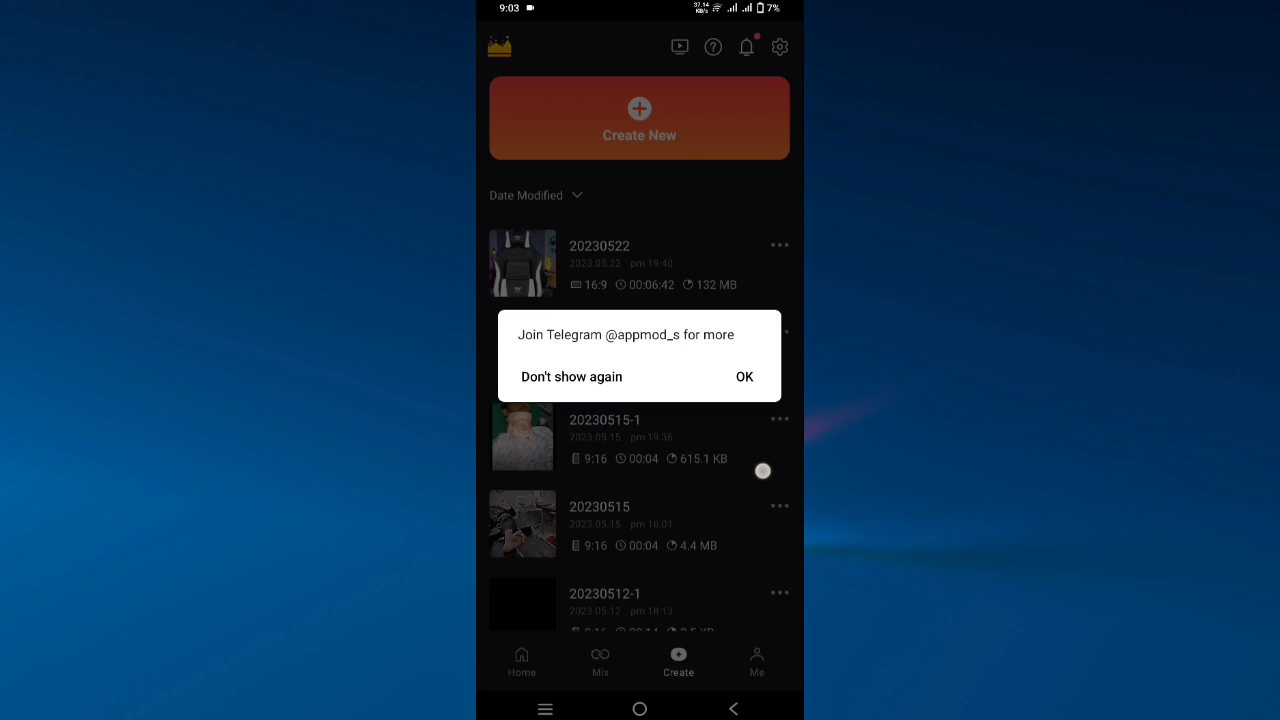 9:03
37.14
KB/s
7%
Create New
Date Modified
20230522
2023.05.22 pm 19:40
16:9 00:06:42 132 MB
Join Telegram @appmod_s for more
Don't show again OK
20230515-1
2023.05.15 pm 19:36
9:16 00:04 615.1 KB
20230515
2023.05.15 pm 16:01
9:16 00:04 4.4 MB
20230512-1
2023.05.12 pm 18:13
Home Mix Create Me